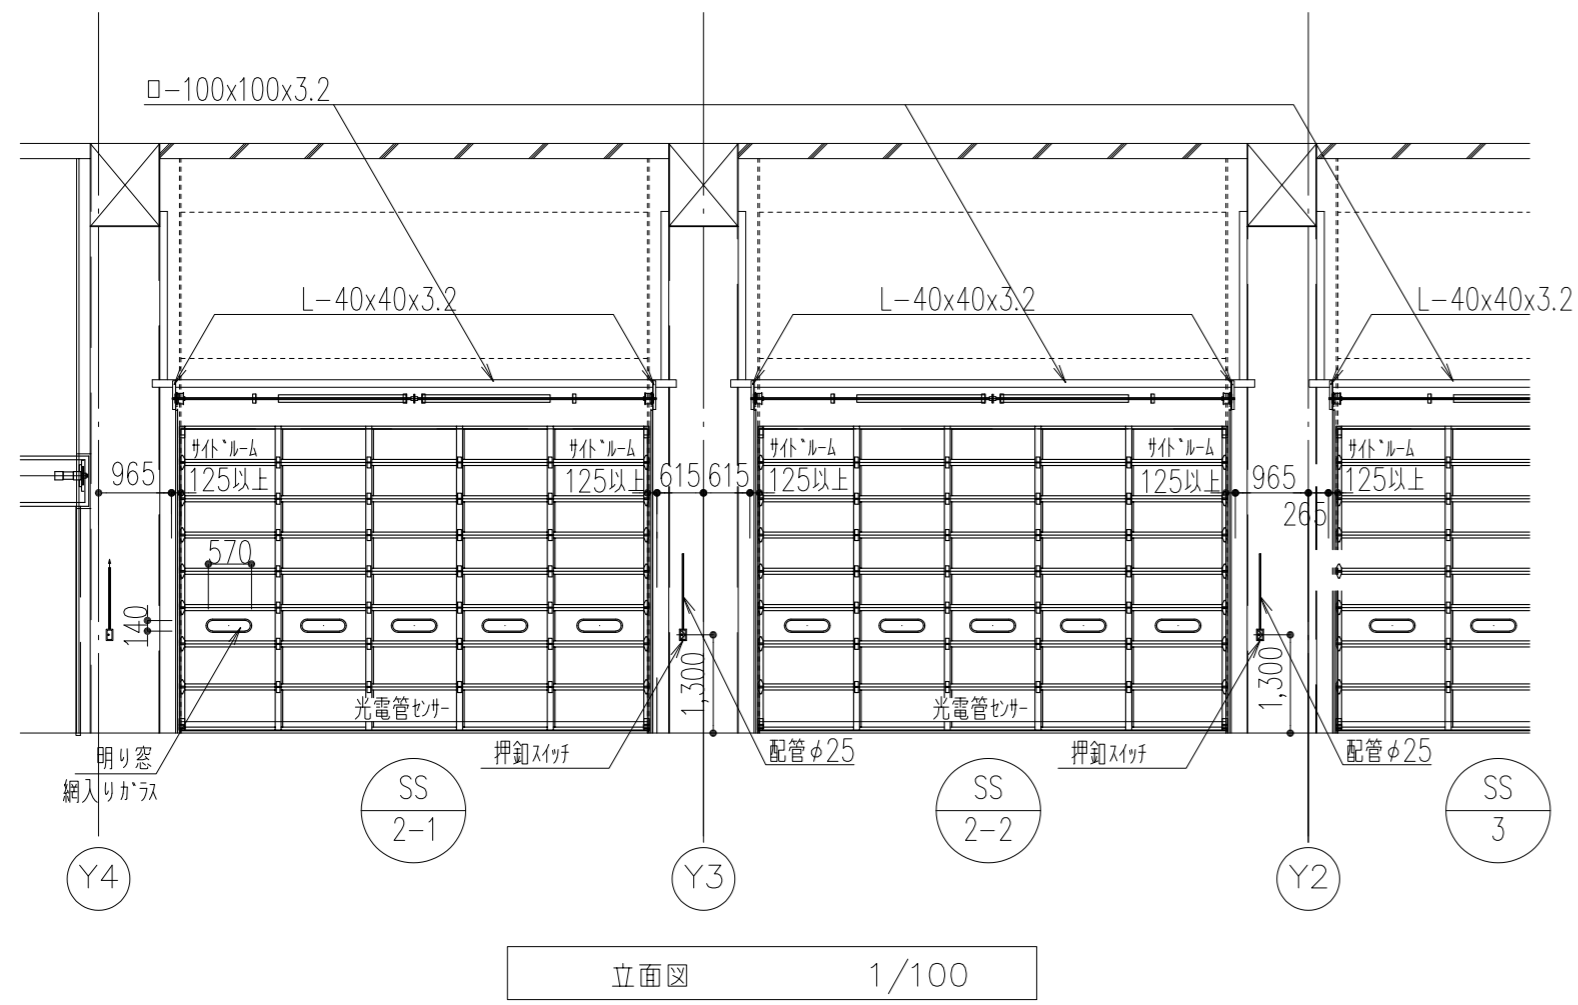 ロ-100x100x3.2
L-40x40x3.2
L-40x40x3.2
L-40x40x3.2
サイドルーム
サイドルーム
サイドルーム
サイドルーム
サイドルーム
965
125以上
125以上
615
615
125以上
125以上
965
125以上
265
570
140
1,300
1,300
光電管センサー
光電管センサー
明り窓
網入りガラス
押釦スイッチ
配管φ25
押釦スイッチ
配管φ25
SS
2-1
SS
2-2
SS
3
Y4
Y3
Y2
立面図 1/100